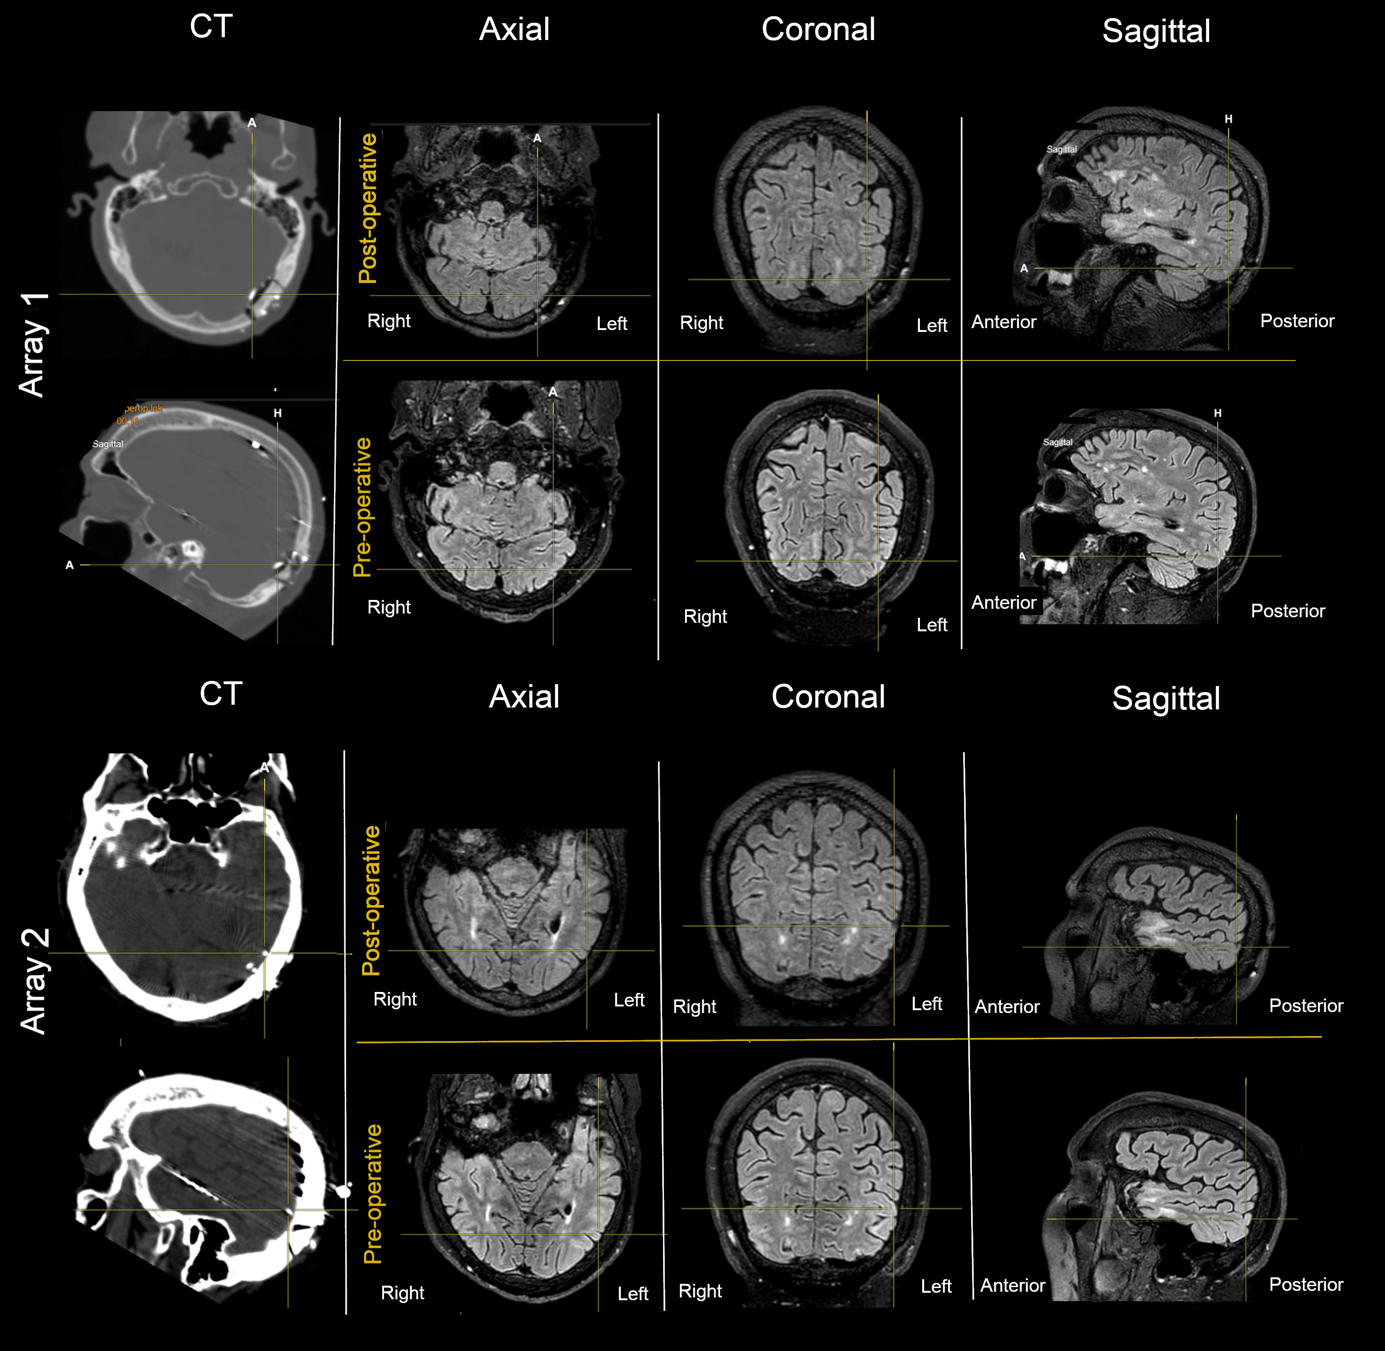 CT Axial Coronal Sagittal
Array 1
A
Post-operative
A
Right Left
Right Left
Sagittal
H
A
Anterior Posterior
Sagittal
H
A
Pre-operative
A
Right
Right Left
Sagittal
H
A
Anterior Posterior
CT Axial Coronal Sagittal
Array 2
A
Post-operative
Right Left
Right Left
Anterior Posterior
Pre-operative
Right Left
Right Left
Anterior Posterior